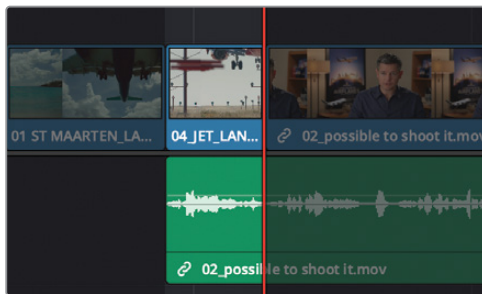 01 ST MAARTEN_LA...
04_JET_LAN...
02_possible to shoot it.mov
02_possible to shoot it.mov